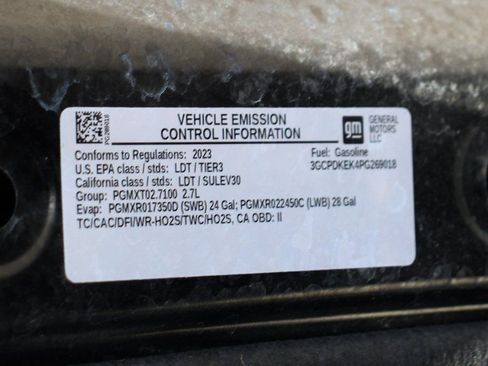 VEHICLE EMISSION
CONTROL INFORMATION
PG269018
gm
GENERAL
MOTORS
LLC
Conforms to Regulations: 2023
Fuel: Gasoline
U.S. EPA class / stds: LDT / TIER3
3GCPDKEK4PG269018
California class / stds: LDT / SULEV30
Group: PGMXT02.7100 2.7L
Evap: PGMXR017350D (SWB) 24 Gal; PGMXR022450C (LWB) 28 Gal
TC/CAC/DFI/WR-HO2S/TWC/HO2S, CA OBD: II